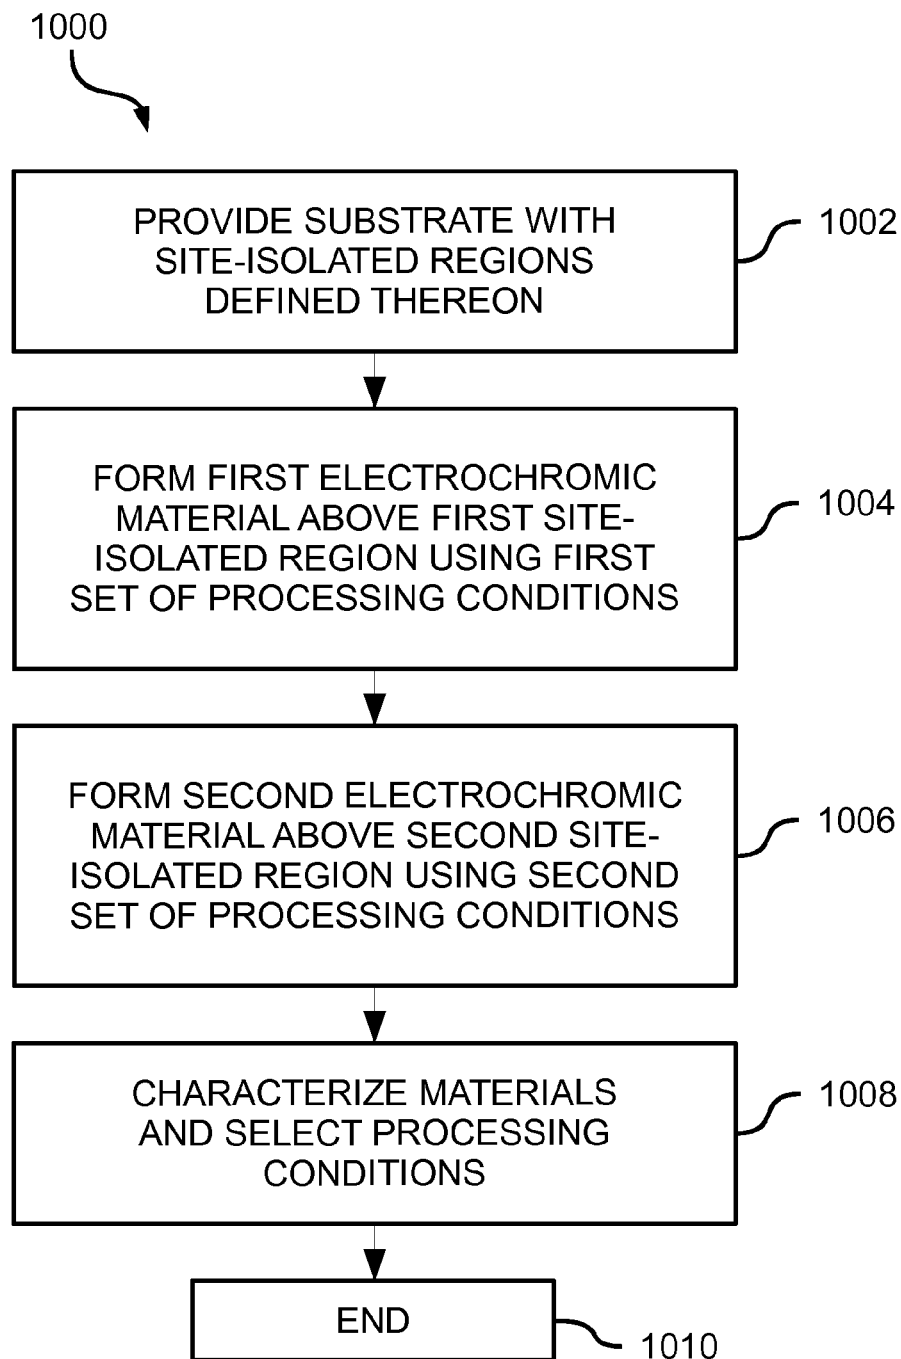 1000
PROVIDE SUBSTRATE WITH
SITE-ISOLATED REGIONS
DEFINED THEREON
1002
FORM FIRST ELECTROCHROMIC
MATERIAL ABOVE FIRST SITE-
ISOLATED REGION USING FIRST
SET OF PROCESSING CONDITIONS
1004
FORM SECOND ELECTROCHROMIC
MATERIAL ABOVE SECOND SITE-
ISOLATED REGION USING SECOND
SET OF PROCESSING CONDITIONS
1006
CHARACTERIZE MATERIALS
AND SELECT PROCESSING
CONDITIONS
1008
END
1010